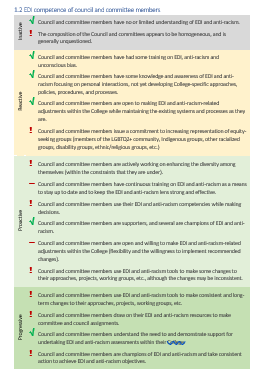 1.2 EDI competence of council and committee members
Inactive
Council and committee members have no or limited understanding of EDI and anti-racism.
The composition of the Council and committees appears to be homogenous, and is
generally unquestioned.
Reactive
Council and committee members have had some training on EDI, anti-racism and
unconscious bias.
Council and committee members have some knowledge and awareness of EDI and anti-
racism focusing on personal interactions, not yet developing College-specific approaches,
policies, procedures, and processes.
Council and committee members are open to making EDI and anti-racism-related
adjustments within the College while maintaining the existing systems and processes as they
are.
Council and committee members issue a commitment to increasing representation of equity-
seeking groups (members of the LGBTQ2+ community, Indigenous groups, other racialized
groups, disability groups, ethnic/religious groups, etc.)
Proactive
Council and committee members are actively working on enhancing the diversity among
themselves (within the constraints that they are under).
Council and committee members have continuous training on EDI and anti-racism as a means
to stay up to date and to keep the EDI and anti-racism lens strong and effective.
Council and committee members use their EDI and anti-racism competencies while making
decisions.
Council and committee members are supporters, and several are champions of EDI and anti-
racism.
Council and committee members are open and willing to make EDI and anti-racism-related
adjustments within the College (flexibility and the willingness to implement recommended
changes).
Council and committee members use EDI and anti-racism tools to make some changes to
their approaches, projects, working groups, etc., although the changes may be inconsistent.
Progressive
Council and committee members use EDI and anti-racism tools to make consistent and long-
term changes to their approaches, projects, working groups, etc.
Council and committee members draw on their EDI and anti-racism resources to make
committee and council assignments.
Council and committee members understand the need to and demonstrate support for
undertaking EDI and anti-racism assessments within their College.
Council and committee members are champions of EDI and anti-racism and take consistent
action to achieve EDI and anti-racism objectives.